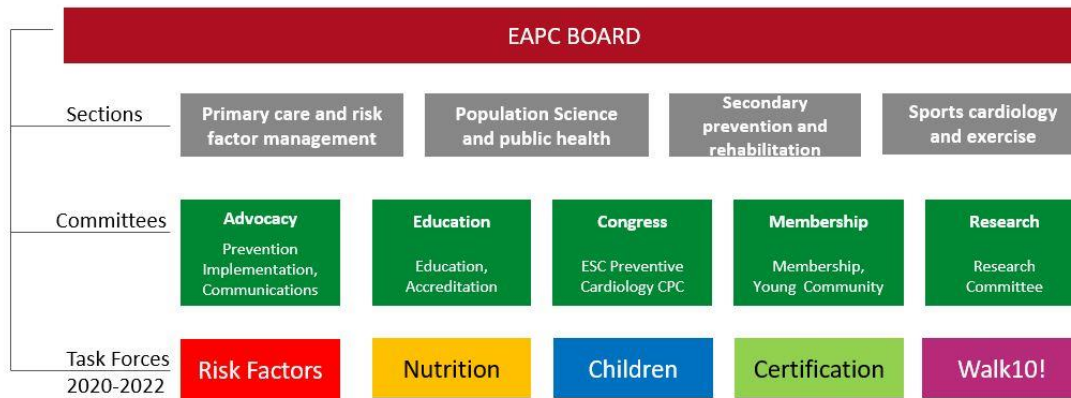 EAPC BOARD
Sections
Primary care and risk
factor management
Population Science
and public health
Secondary
prevention and
rehabilitation
Sports cardiology
and exercise
Committees
Advocacy
Prevention
Implementation,
Communications
Education
Education,
Accreditation
Congress
ESC Preventive
Cardiology CPC
Membership
Membership,
Young Community
Research
Research
Committee
Task Forces
2020-2022
Risk Factors
Nutrition
Children
Certification
Walk10!